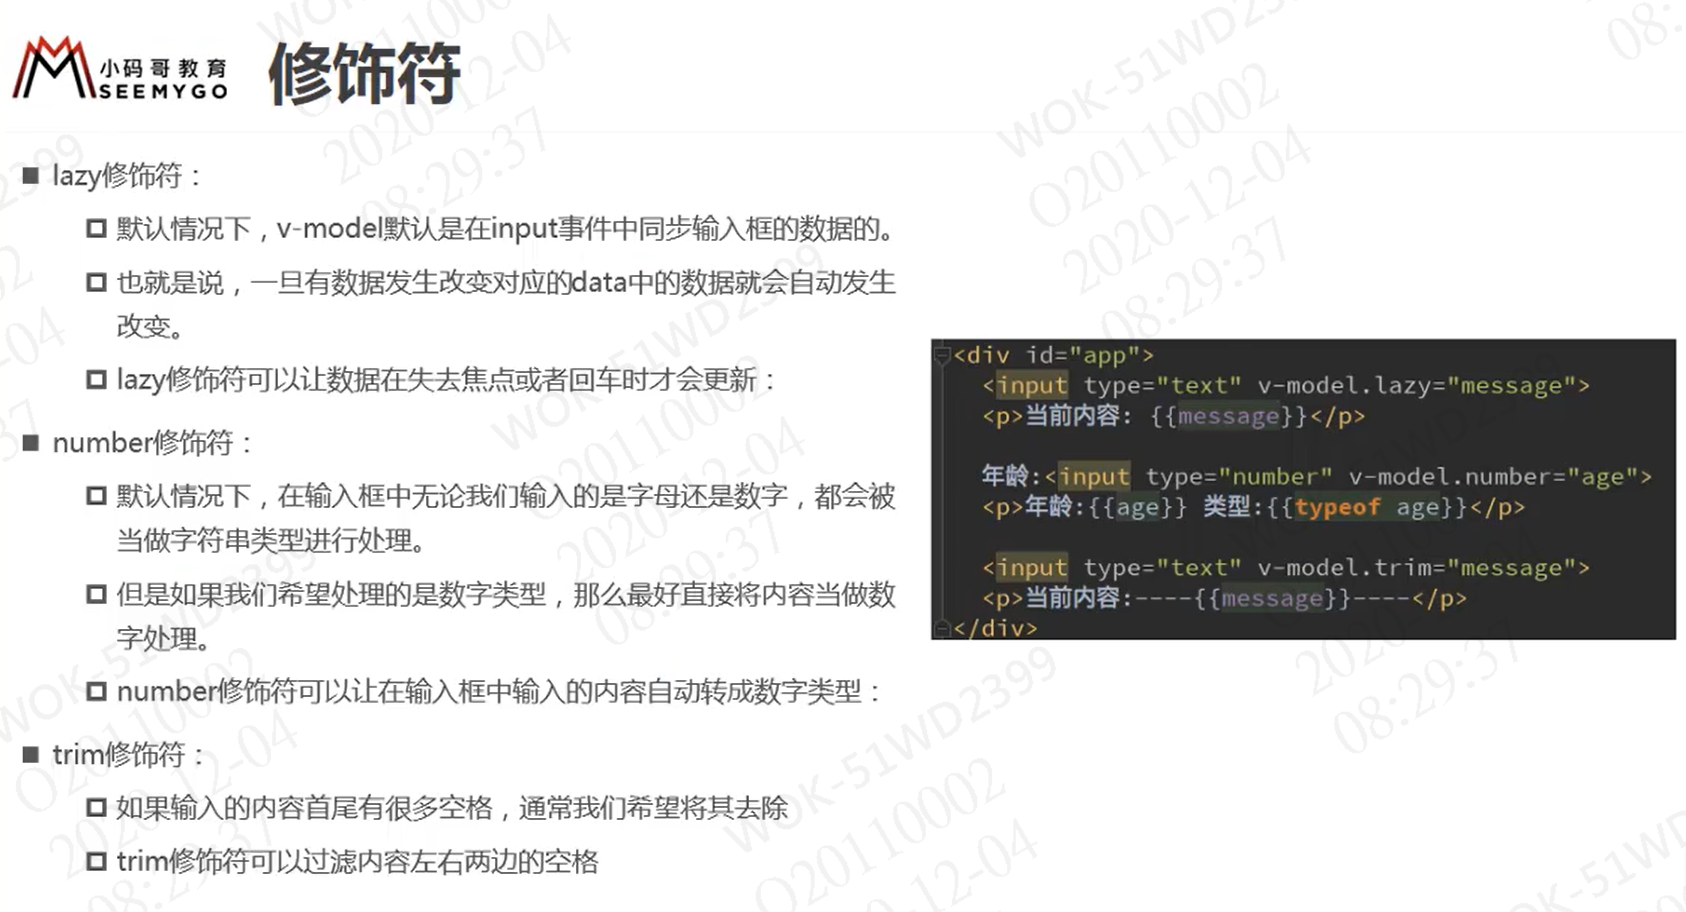 小码哥教育
SEEMYGO
修饰符
lazy修饰符：
默认情况下，v-model默认是在input事件中同步输入框的数据的。
也就是说，一旦有数据发生改变对应的data中的数据就会自动发生
改变。
lazy修饰符可以让数据在失去焦点或者回车时才会更新：
number修饰符：
默认情况下，在输入框中无论我们输入的是字母还是数字，都会被
当做字符串类型进行处理。
但是如果我们希望处理的是数字类型，那么最好直接将内容当做数
字处理。
number修饰符可以让在输入框中输入的内容自动转成数字类型：
trim修饰符：
如果输入的内容首尾有很多空格，通常我们希望将其去除
trim修饰符可以过滤内容左右两边的空格
<div id="app">
<input type="text" v-model.lazy="message">
<p>当前内容: {{message}}</p>
年龄:<input type="number" v-model.number="age">
<p>年龄:{{age}} 类型:{{typeof age}}</p>
<input type="text" v-model.trim="message">
<p>当前内容:----{{message}}----</p>
</div>
WOK-51WD2399
O20110002
2020-12-04
08:29:37